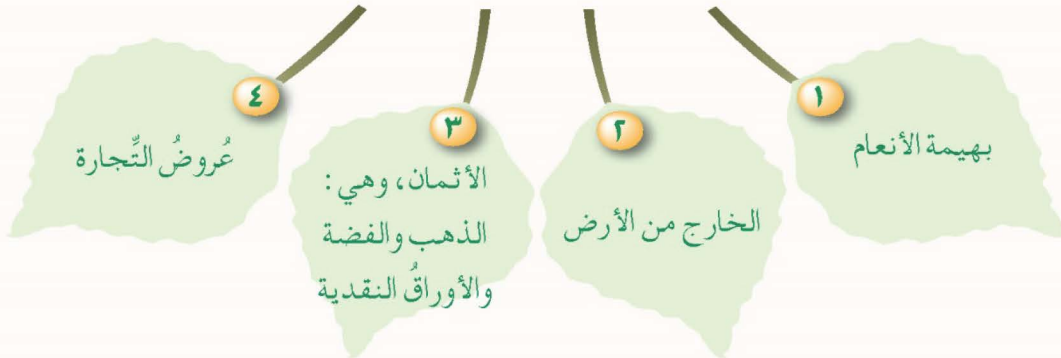 ١
بهيمة الأنعام
٢
الخارج من الأرض
٣
الأثمان، وهي:
الذهب والفضة
والأوراقُ النقدية
٤
عُروضُ التِّجارة